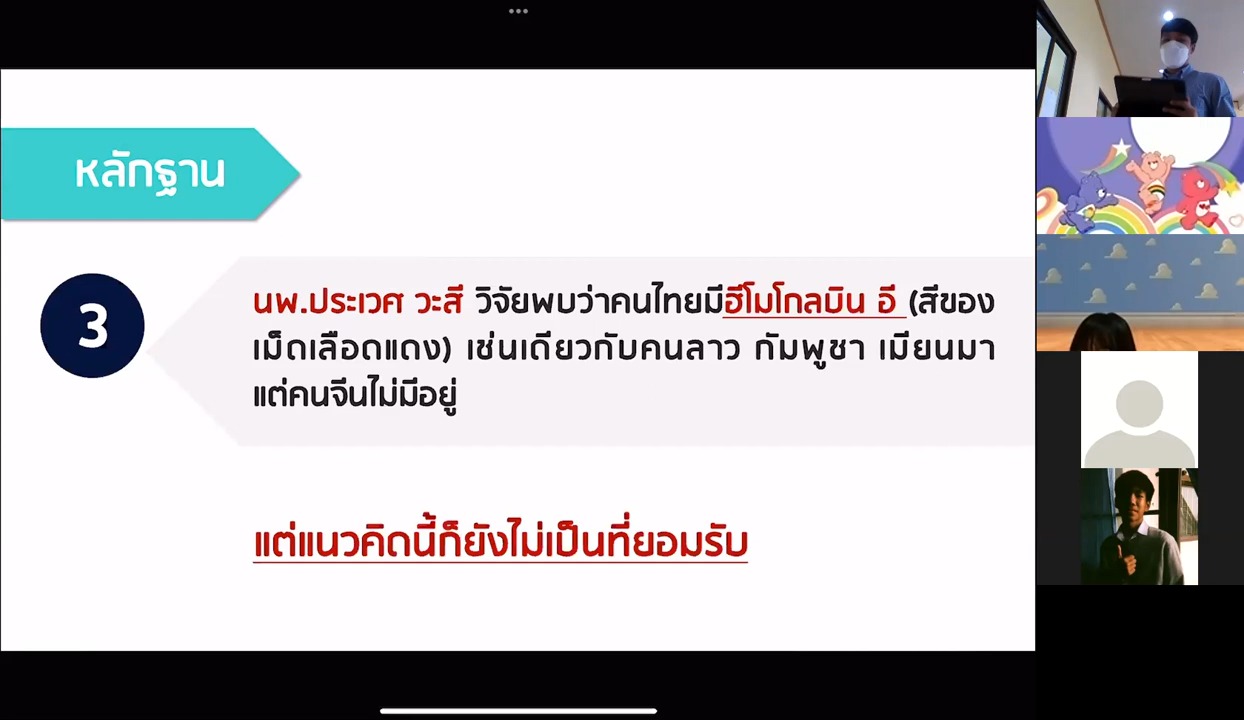 หลักฐาน
3
นพ.ประเวศ วะสี วิจัยพบว่าคนไทยมีฮีโมโกลบิน อี (สีของ
เม็ดเลือดแดง) เช่นเดียวกับคนลาว กัมพูชา เมียนมา
แต่คนจีนไม่มีอยู่
แต่แนวคิดนี้ก็ยังไม่เป็นที่ยอมรับ